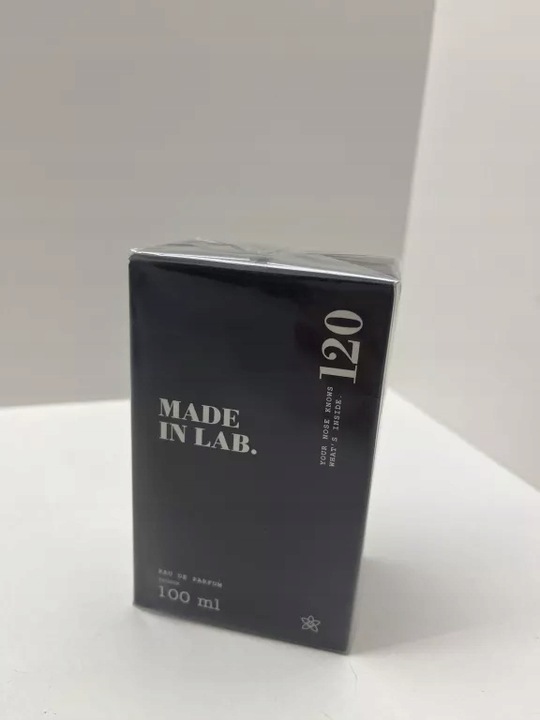 120
YOUR NOSE KNOWS
WHAT'S INSIDE.
MADE
IN LAB.
EAU DE PARFUM
100 ml